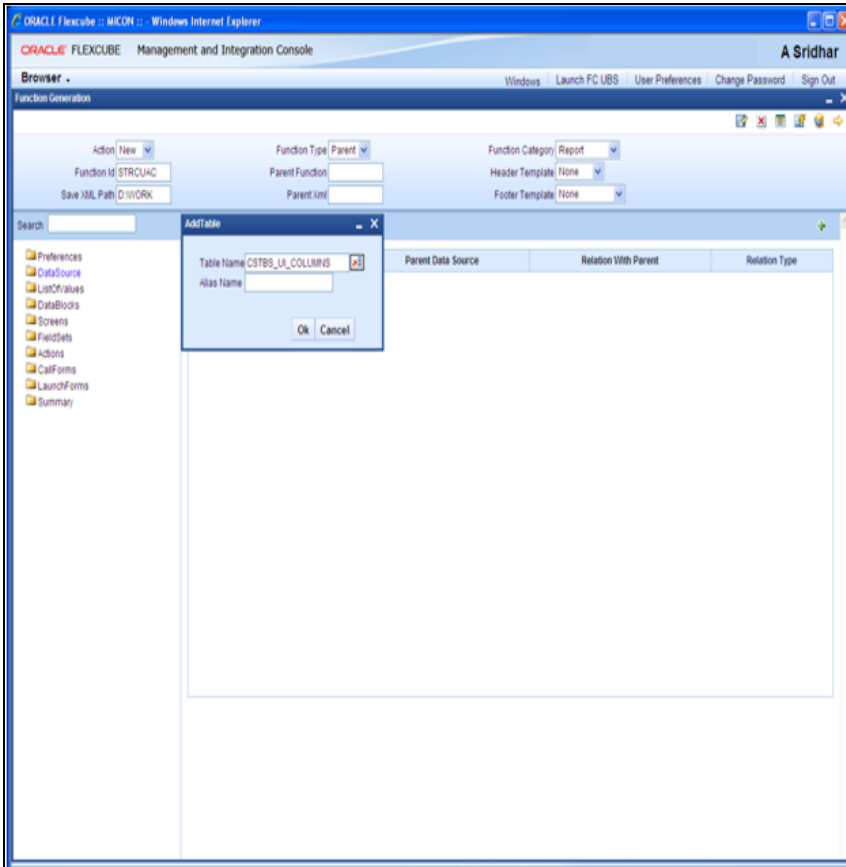 ORACLE Flexcube :: MICON :: - Windows Internet Explorer
ORACLE FLEXCUBE Management and Integration Console A Sridhar
Browser Windows Launch FC UBS User Preferences Change Password Sign Out
Function Generation
Action New Function Type Parent Function Category Report
Function Id STRCUAC Parent Function Header Template None
Save XML Path D:\WORK Parent Xml Footer Template None
Search
AddTable
Table Name CSTBS_UI_COLUMNS
Alias Name
Ok Cancel
Parent Data Source Relation With Parent Relation Type
Preferences
DataSource
ListOfValues
DataBlocks
Screens
FieldSets
Actions
CallForms
LaunchForms
Summary